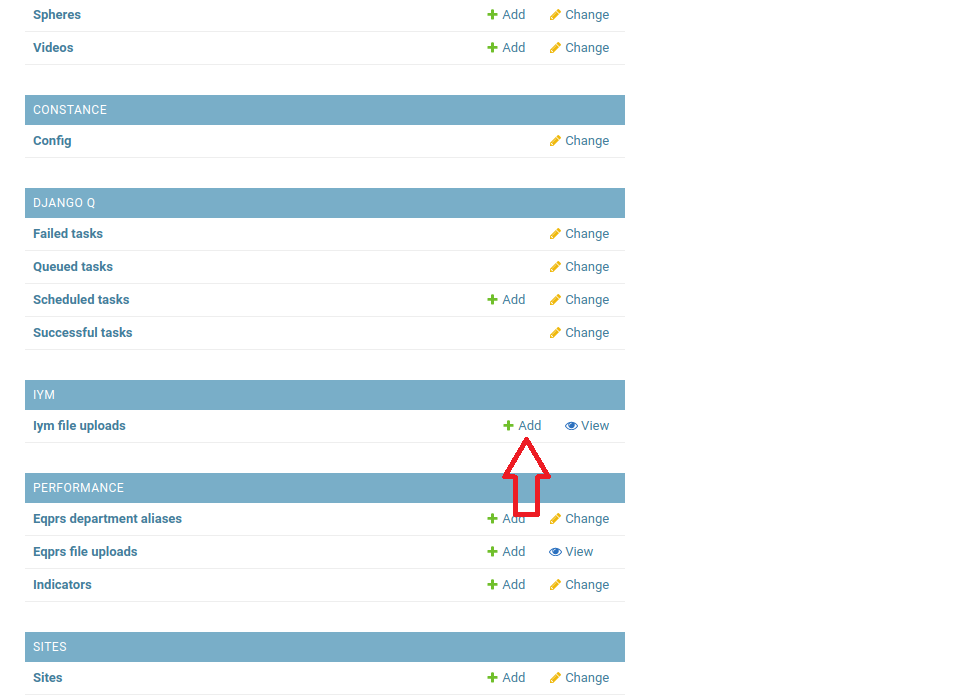 Spheres Add Change
Videos Add Change
CONSTANCE
Config Change
DJANGO Q
Failed tasks Change
Queued tasks Change
Scheduled tasks Add Change
Successful tasks Change
IYM
Iym file uploads Add View
PERFORMANCE
Eqprs department aliases Add Change
Eqprs file uploads Add View
Indicators Add Change
SITES
Sites Add Change